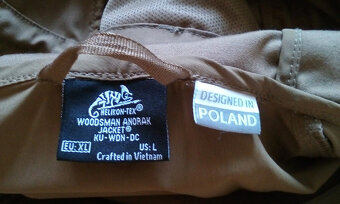 HELIKON-TEX®
WOODSMAN ANORAK
JACKET®
KU-WDN-DC
EU: XL US: L
Crafted in Vietnam
DESIGNED IN
POLAND